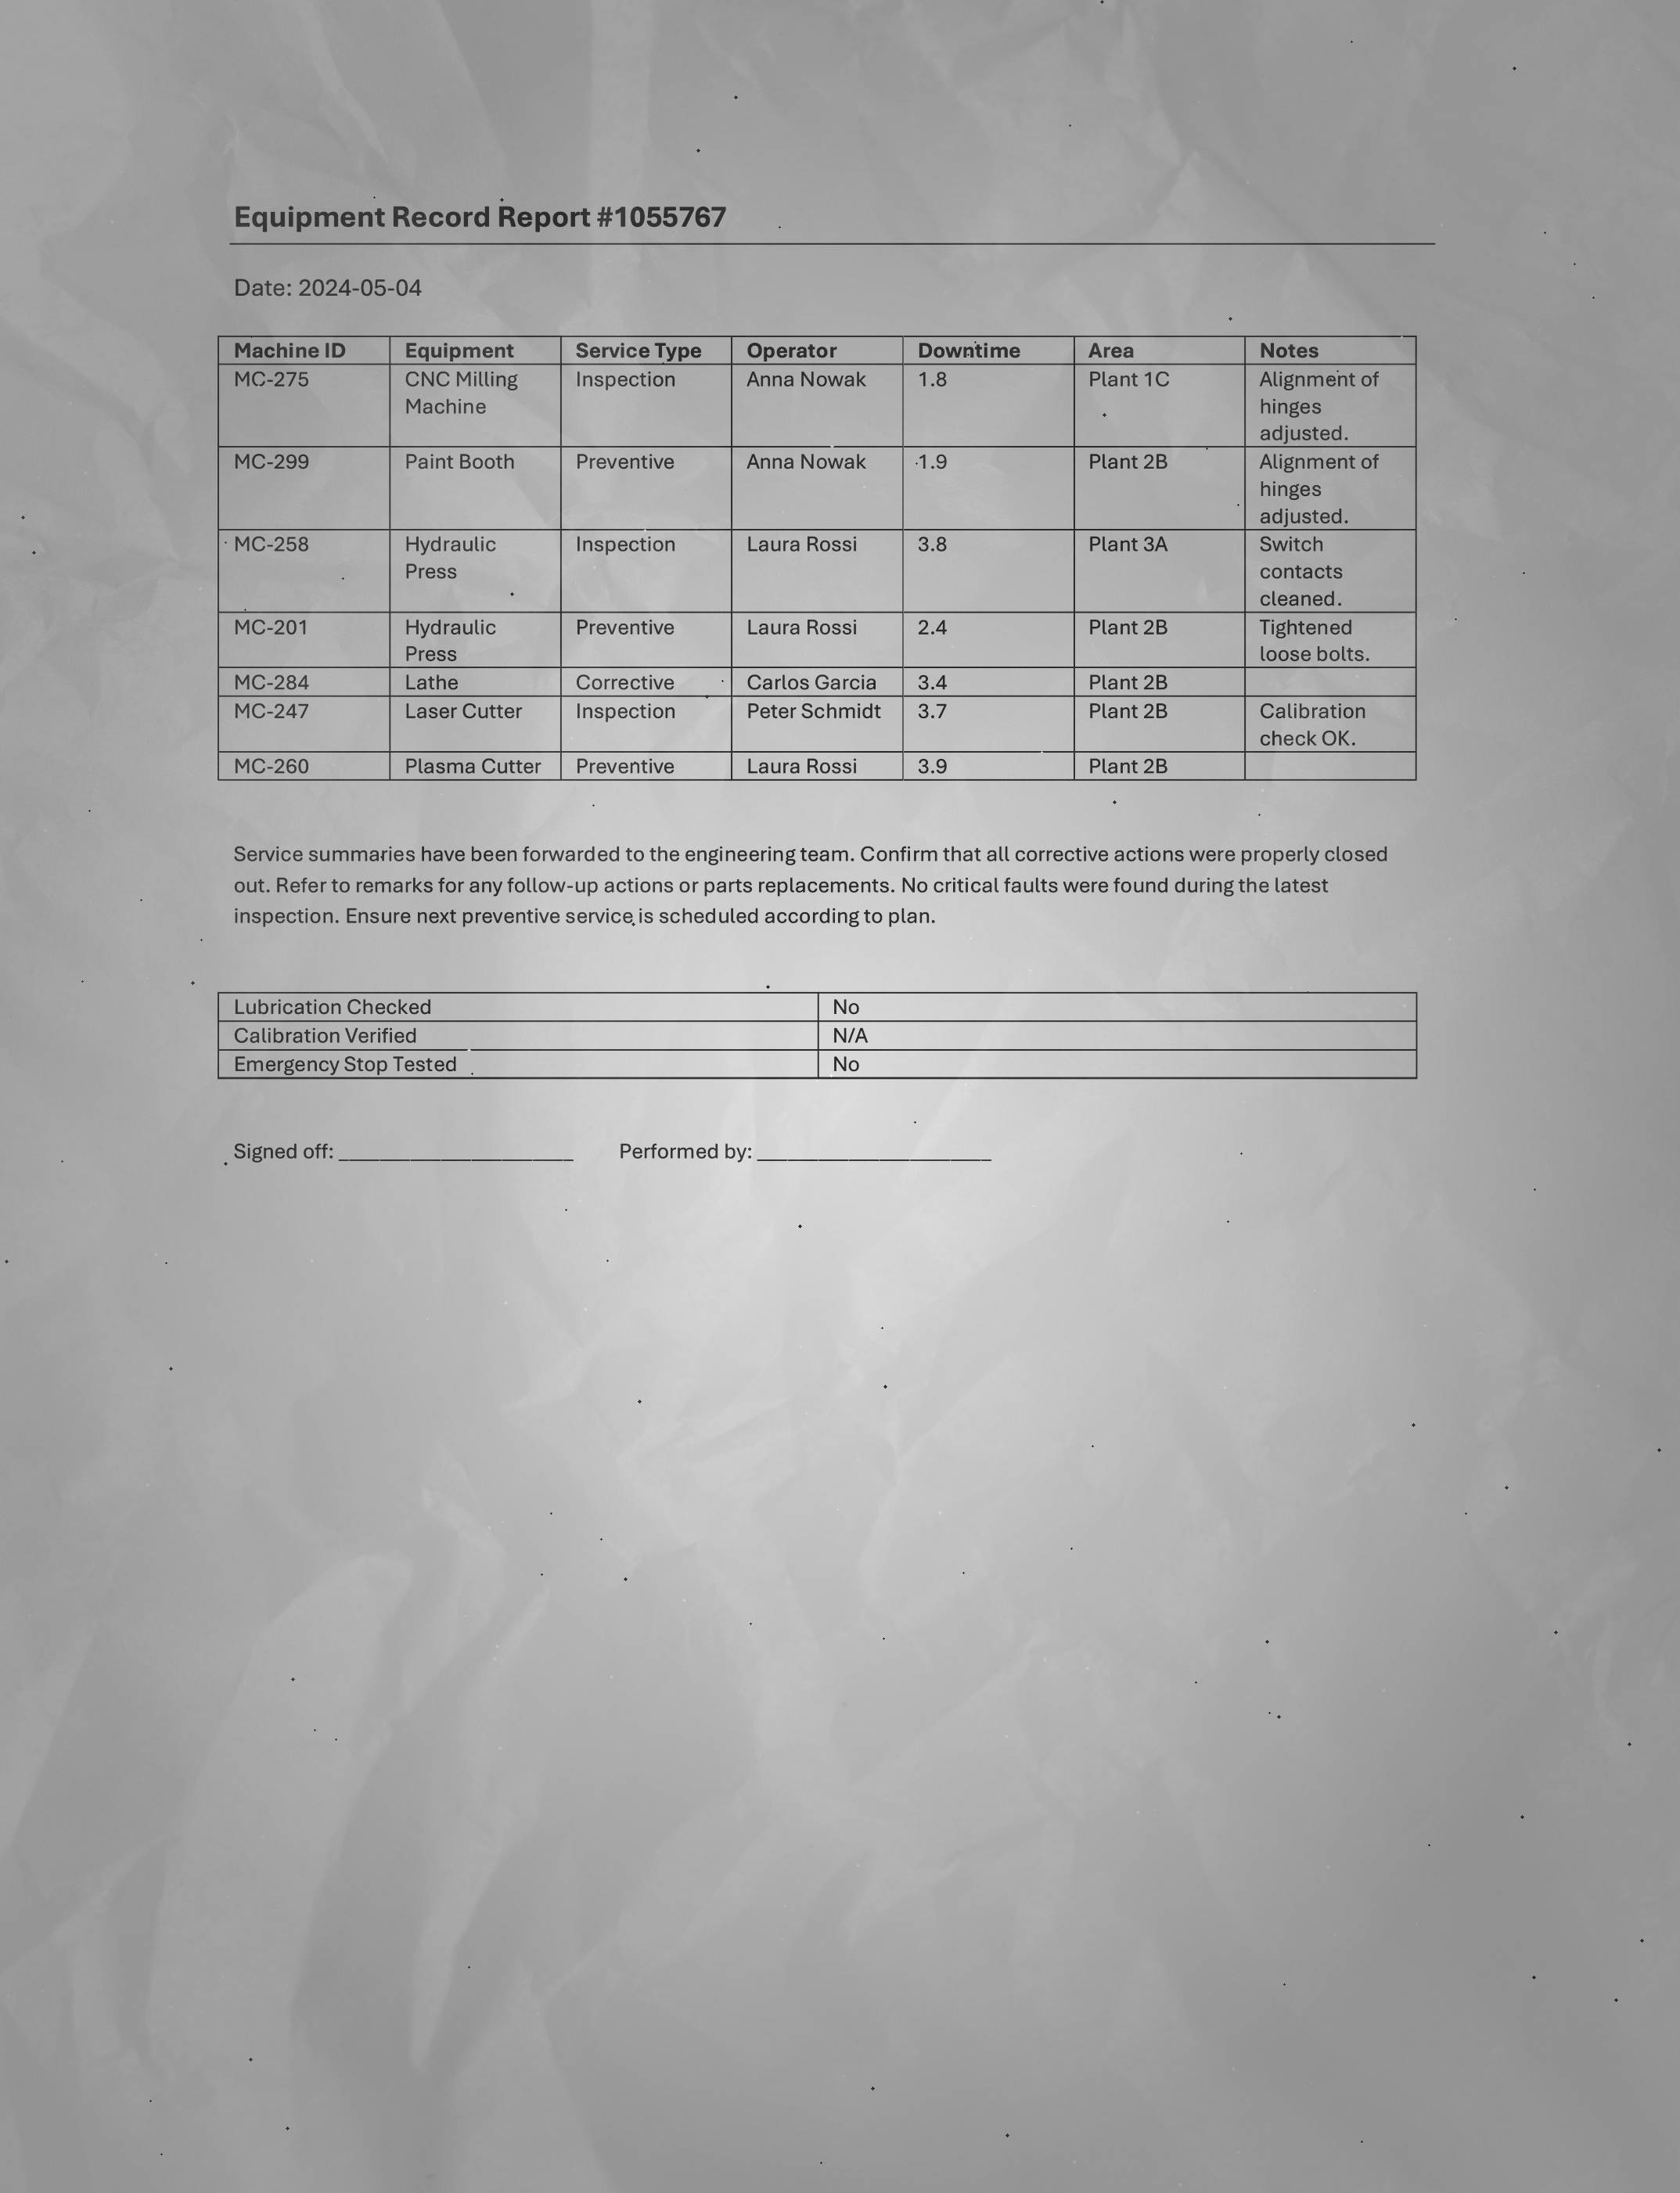 Equipment Record Report #1055767
Date: 2024-05-04
Machine ID Equipment Service Type Operator Downtime Area Notes
MC-275 CNC Milling Inspection Anna Nowak 1.8 Plant 1C Alignment of
Machine hinges
adjusted.
MC-299 Paint Booth Preventive Anna Nowak 1.9 Plant 2B Alignment of
hinges
adjusted.
MC-258 Hydraulic Inspection Laura Rossi 3.8 Plant 3A Switch
Press contacts
cleaned.
MC-201 Hydraulic Preventive Laura Rossi 2.4 Plant 2B Tightened
Press loose bolts.
MC-284 Lathe Corrective Carlos Garcia 3.4 Plant 2B
MC-247 Laser Cutter Inspection Peter Schmidt 3.7 Plant 2B Calibration
check OK.
MC-260 Plasma Cutter Preventive Laura Rossi 3.9 Plant 2B
Service summaries have been forwarded to the engineering team. Confirm that all corrective actions were properly closed
out. Refer to remarks for any follow-up actions or parts replacements. No critical faults were found during the latest
inspection. Ensure next preventive service is scheduled according to plan.
Lubrication Checked No
Calibration Verified N/A
Emergency Stop Tested No
Signed off: ____________________ Performed by: ____________________